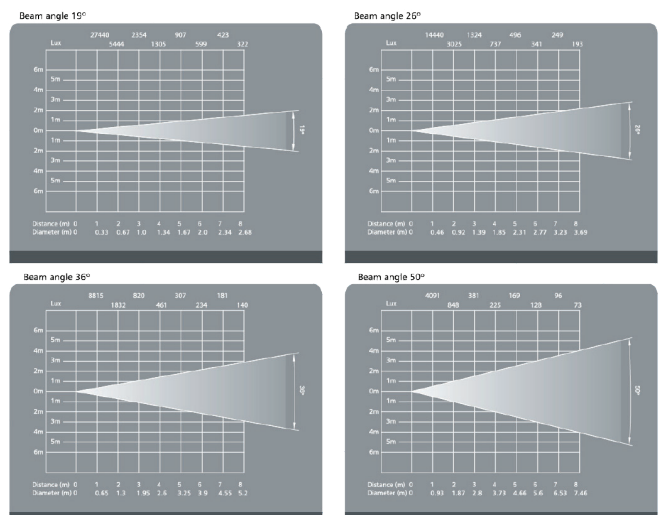 Beam angle 19°
27440 2354 907 423
Lux 5444 1305 599 322
6m
5m
4m
3m
2m
1m
0m
1m
2m
3m
4m
5m
6m
19°
Distance (m) 0 1 2 3 4 5 6 7 8
Diameter (m) 0 0.33 0.67 1.0 1.34 1.67 2.0 2.34 2.68
Beam angle 26°
14440 1324 496 249
Lux 3025 737 341 193
6m
5m
4m
3m
2m
1m
0m
1m
2m
3m
4m
5m
6m
26°
Distance (m) 0 1 2 3 4 5 6 7 8
Diameter (m) 0 0.46 0.92 1.39 1.85 2.31 2.77 3.23 3.69
Beam angle 36°
8815 820 307 181
Lux 1832 461 234 140
6m
5m
4m
3m
2m
1m
0m
1m
2m
3m
4m
5m
6m
Distance (m) 0 1 2 3 4 5 6 7 8
Diameter (m) 0 0.65 1.3 1.95 2.6 3.25 3.9 4.55 5.2
Beam angle 50°
4091 381 169 96
Lux 848 225 128 73
6m
5m
4m
3m
2m
1m
0m
1m
2m
3m
4m
5m
6m
50°
Distance (m) 0 1 2 3 4 5 6 7 8
Diameter (m) 0 0.93 1.87 2.8 3.73 4.66 5.6 6.53 7.46